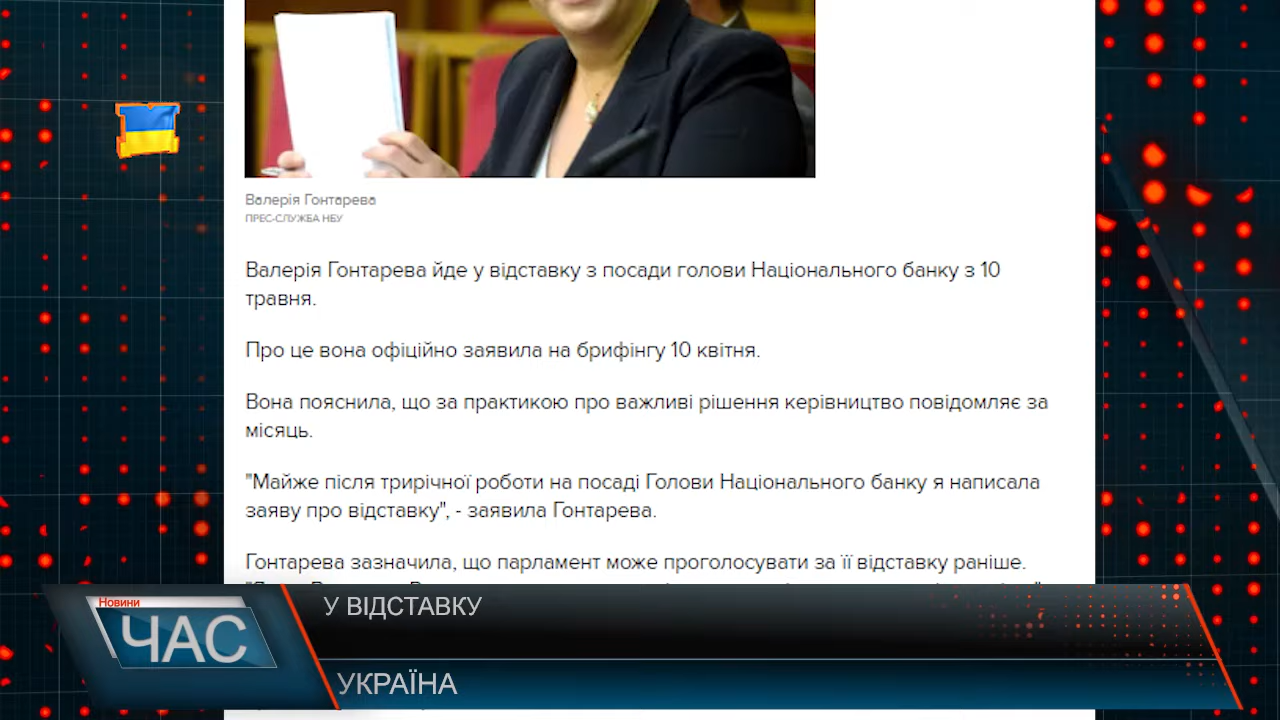 Валерія Гонтарева
ПРЕС-СЛУЖБА НБУ
Валерія Гонтарева йде у відставку з посади голови Національного банку з 10
травня.
Про це вона офіційно заявила на брифінгу 10 квітня.
Вона пояснила, що за практикою про важливі рішення керівництво повідомляє за
місяць.
"Майже після трирічної роботи на посаді Голови Національного банку я написала
заяву про відставку", - заявила Гонтарева.
Гонтарева зазначила, що парламент може проголосувати за її відставку раніше.
Новини
ЧАС
У ВІДСТАВКУ
УКРАЇНА